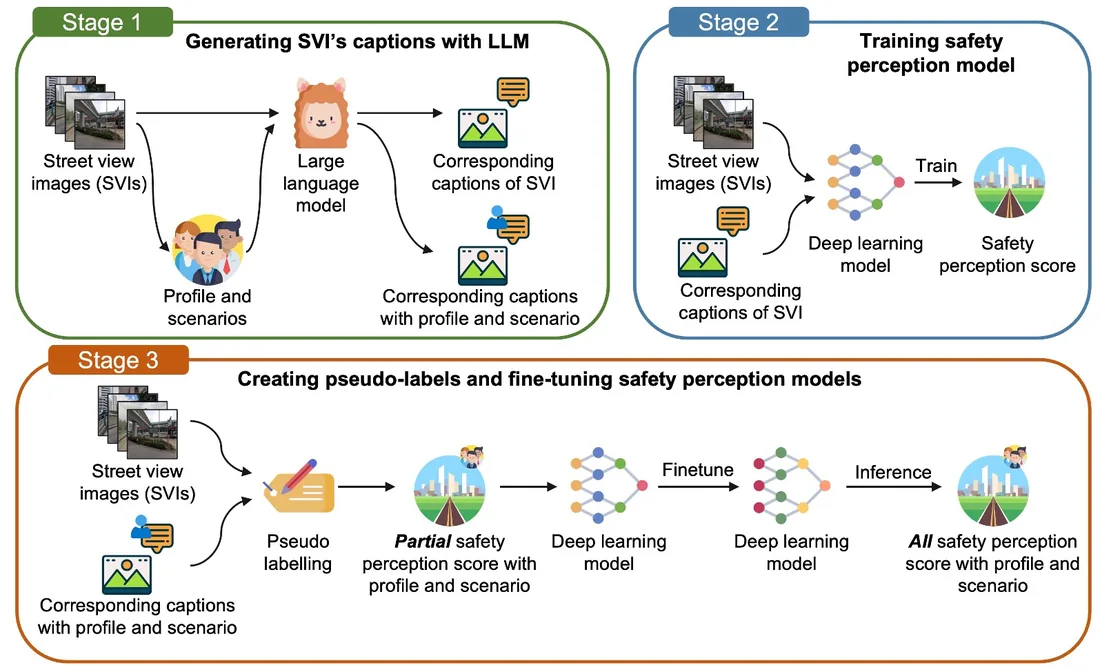 Stage 1
Generating SVI's captions with LLM
Street view
images (SVIs)
Large
language
model
Corresponding
captions of SVI
Profile and
scenarios
Corresponding captions
with profile and scenario
Stage 2
Training safety
perception model
Street view
images (SVIs)
Train
Deep learning
model
Safety
perception score
Corresponding
captions of SVI
Stage 3
Creating pseudo-labels and fine-tuning safety perception models
Street view
images (SVIs)
Finetune
Inference
Pseudo
labelling
Partial safety
perception score with
profile and scenario
Deep learning
model
Deep learning
model
All safety perception
score with profile and
scenario
Corresponding captions
with profile and scenario